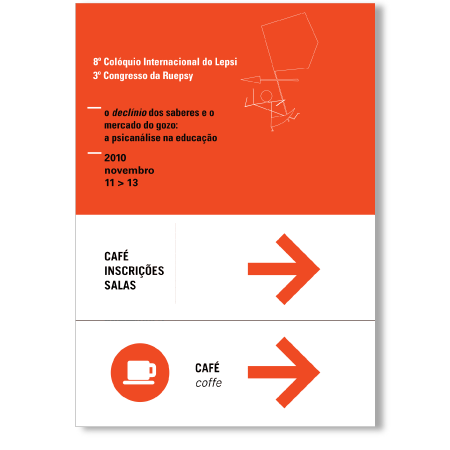 8º Colóquio Internacional do Lepsi
3º Congresso da Ruepsy
o declínio dos saberes e o
mercado do gozo:
a psicanálise na educação
2010
novembro
11 > 13
CAFÉ
INSCRIÇÕES
SALAS
CAFÉ
coffe